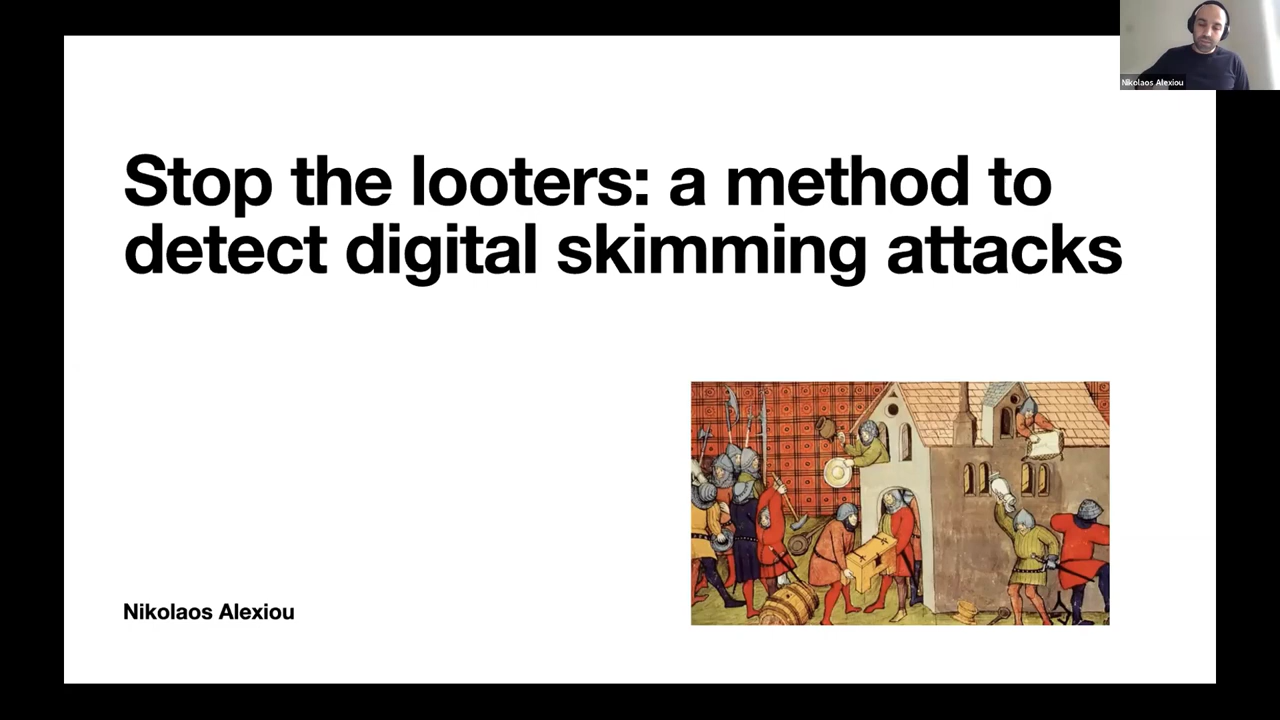 Nikolaos Alexiou
Stop the looters: a method to
detect digital skimming attacks
Nikolaos Alexiou